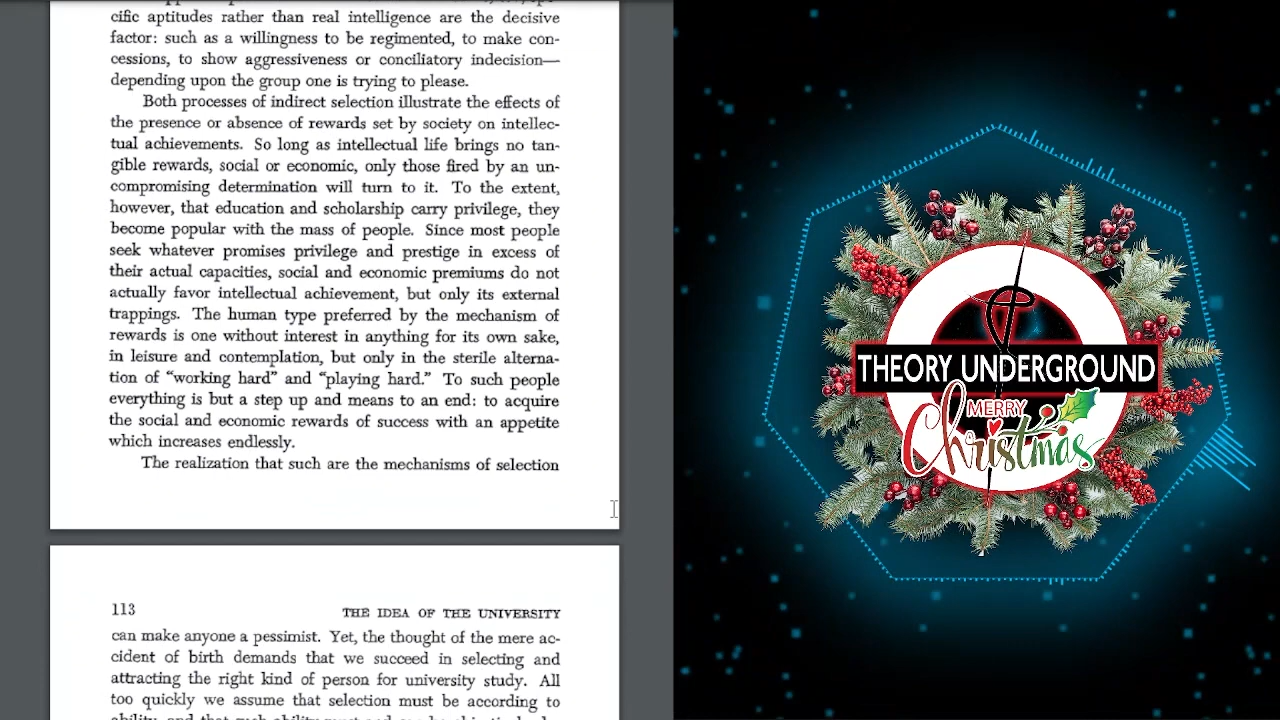 cific aptitudes rather than real intelligence are the decisive
factor: such as a willingness to be regimented, to make con-
cessions, to show aggressiveness or conciliatory indecision—
depending upon the group one is trying to please.
Both processes of indirect selection illustrate the effects of
the presence or absence of rewards set by society on intellec-
tual achievements. So long as intellectual life brings no tan-
gible rewards, social or economic, only those fired by an un-
compromising determination will turn to it. To the extent,
however, that education and scholarship carry privilege, they
become popular with the mass of people. Since most people
seek whatever promises privilege and prestige in excess of
their actual capacities, social and economic premiums do not
actually favor intellectual achievement, but only its external
trappings. The human type preferred by the mechanism of
rewards is one without interest in anything for its own sake,
in leisure and contemplation, but only in the sterile alterna-
tion of “working hard” and “playing hard.” To such people
everything is but a step up and means to an end: to acquire
the social and economic rewards of success with an appetite
which increases endlessly.
The realization that such are the mechanisms of selection
113 THE IDEA OF THE UNIVERSITY
can make anyone a pessimist. Yet, the thought of the mere ac-
cident of birth demands that we succeed in selecting and
attracting the right kind of person for university study. All
too quickly we assume that selection must be according to
THEORY UNDERGROUND
MERRY
Christmas